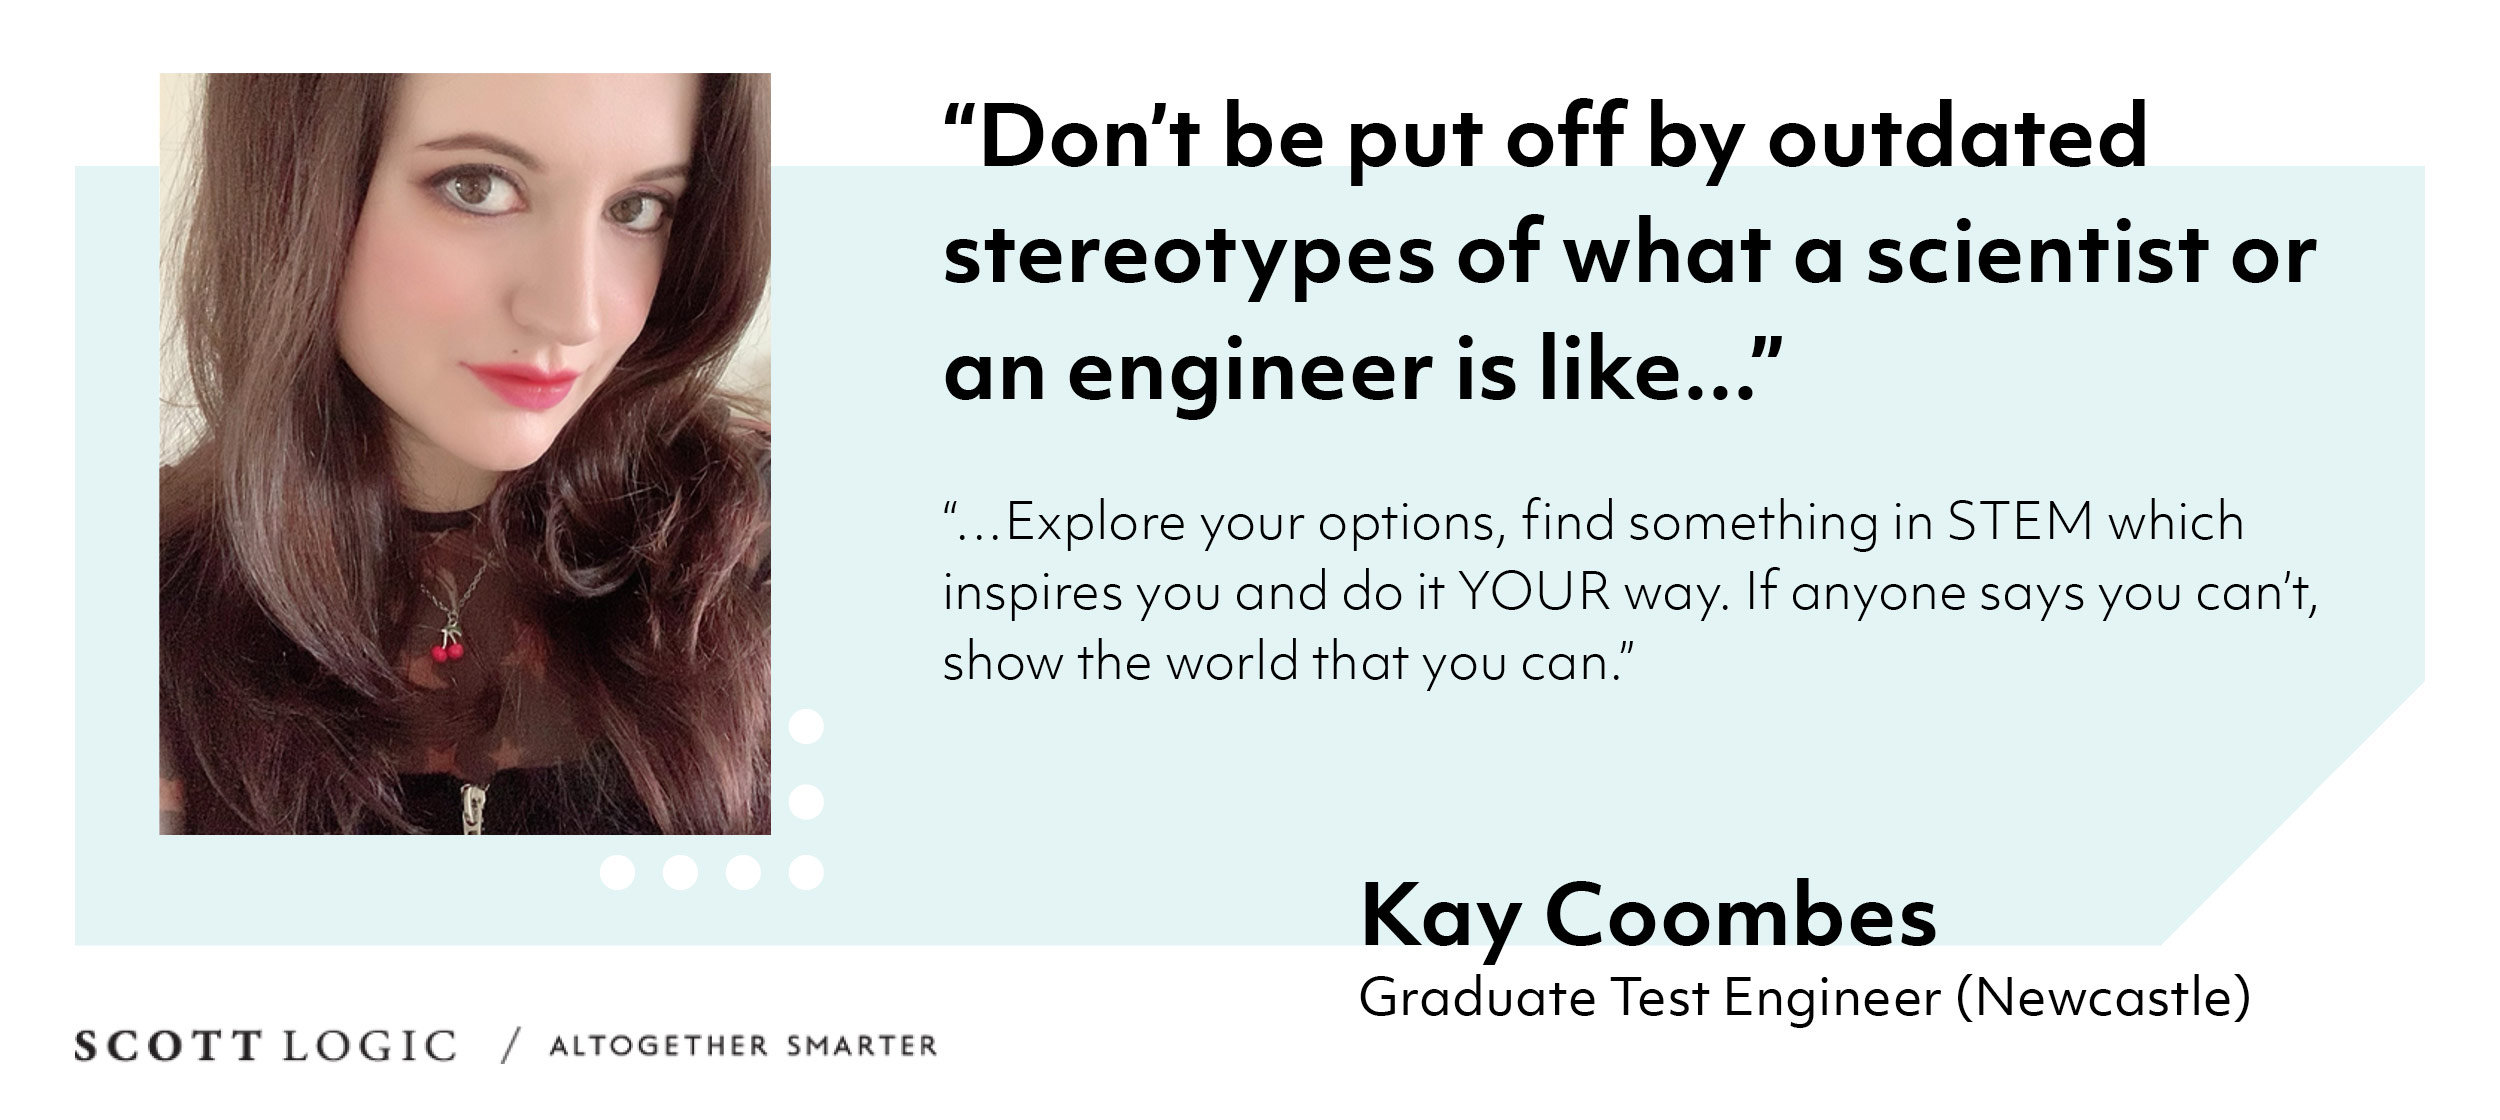 “Don’t be put off by outdated
stereotypes of what a scientist or
an engineer is like...”
“...Explore your options, find something in STEM which
inspires you and do it YOUR way. If anyone says you can’t,
show the world that you can.”
Kay Coombes
Graduate Test Engineer (Newcastle)
SCOTT LOGIC / ALTOGETHER SMARTER